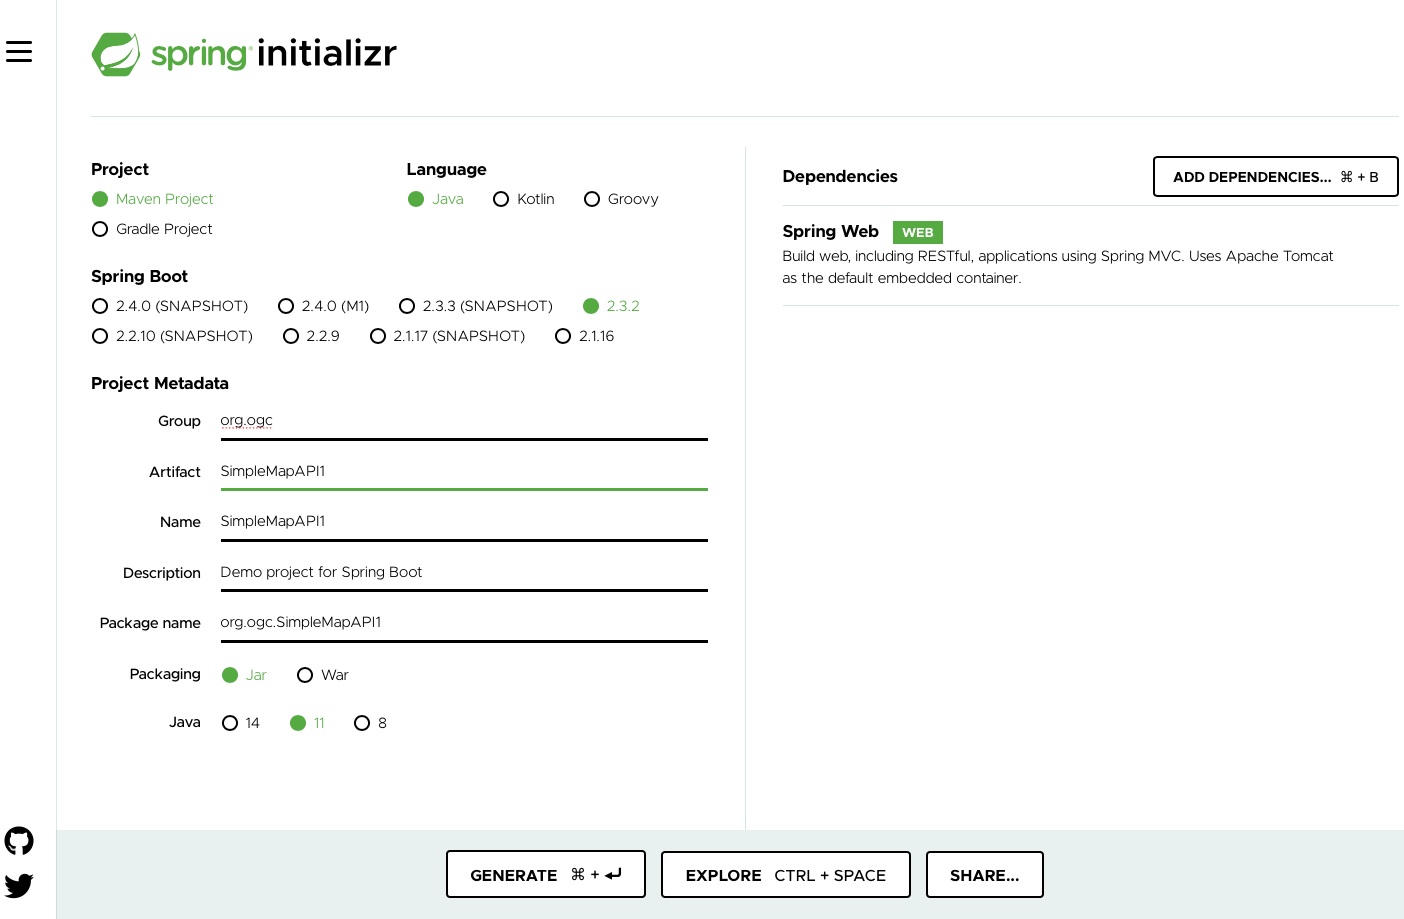 spring initializr
Project
Maven Project
Gradle Project
Language
Java Kotlin Groovy
Spring Boot
2.4.0 (SNAPSHOT) 2.4.0 (M1) 2.3.3 (SNAPSHOT) 2.3.2
2.2.10 (SNAPSHOT) 2.2.9 2.1.17 (SNAPSHOT) 2.1.16
Project Metadata
Group org.ogc
Artifact SimpleMapAPI1
Name SimpleMapAPI1
Description Demo project for Spring Boot
Package name org.ogc.SimpleMapAPI1
Packaging Jar War
Java 14 11 8
Dependencies ADD DEPENDENCIES... ⌘ + B
Spring Web WEB
Build web, including RESTful, applications using Spring MVC. Uses Apache Tomcat
as the default embedded container.
GENERATE ⌘ + ⏎ EXPLORE CTRL + SPACE SHARE...